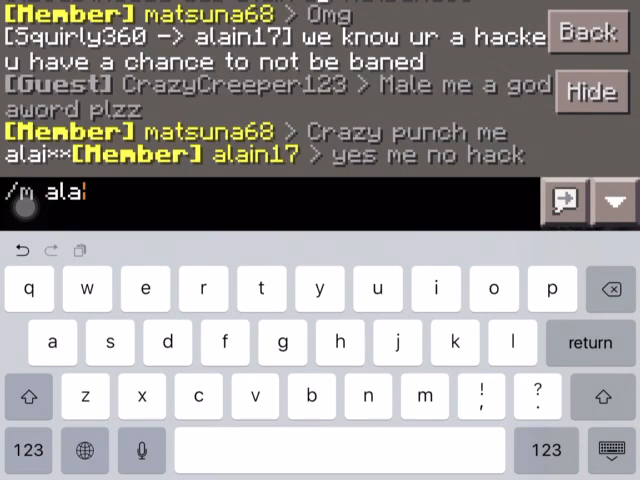 [Member] matsuna68 > Omg
[Squirly360 -> alain17] we know ur a hacke
u have a chance to not be baned
[Guest] CrazyCreeper123 > Male me a god
aword plzz
[Member] matsuna68 > Crazy punch me
alai**[Member] alain17 > yes me no hack
Back
Hide
/m ala
q w e r t y u i o p
a s d f g h j k l return
z x c v b n m ! , ? .
123 123